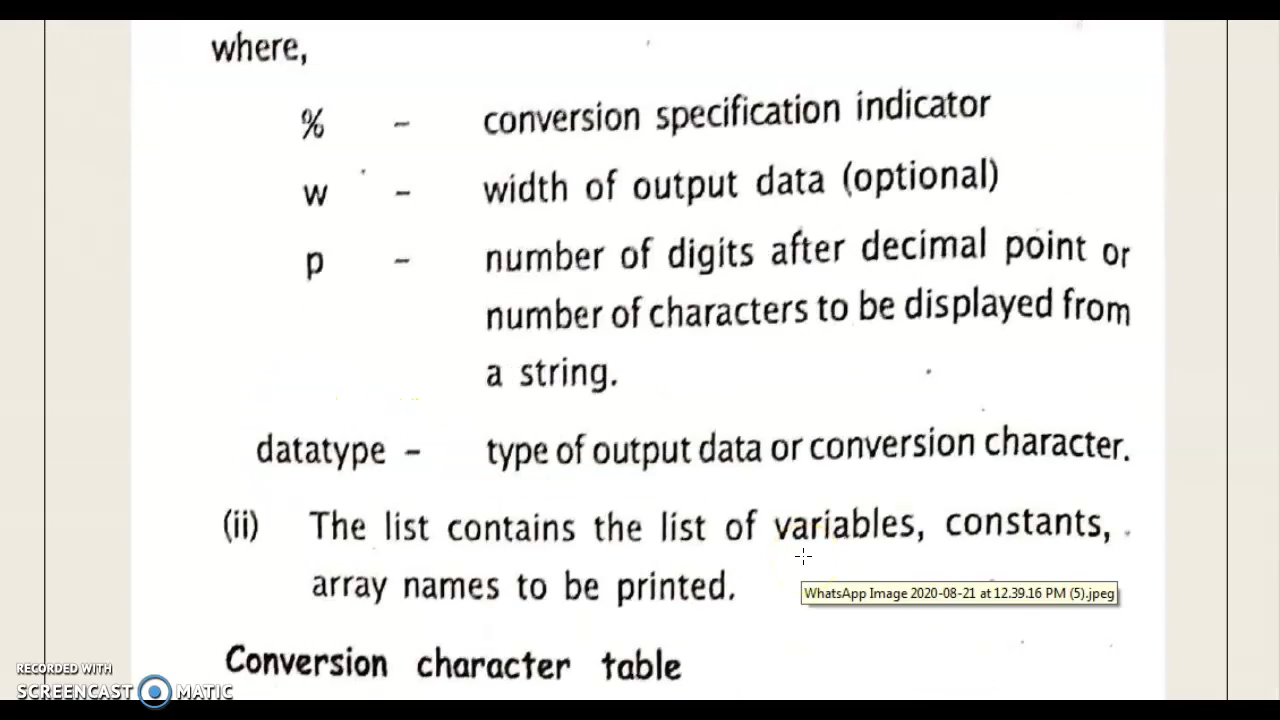 where,
% - conversion specification indicator
w - width of output data (optional)
p - number of digits after decimal point or
number of characters to be displayed from
a string.
datatype - type of output data or conversion character.
(ii) The list contains the list of variables, constants,
array names to be printed.
WhatsApp Image 2020-08-21 at 12.39.16 PM (5).jpeg
Conversion character table
RECORDED WITH
SCREENCAST MATIC